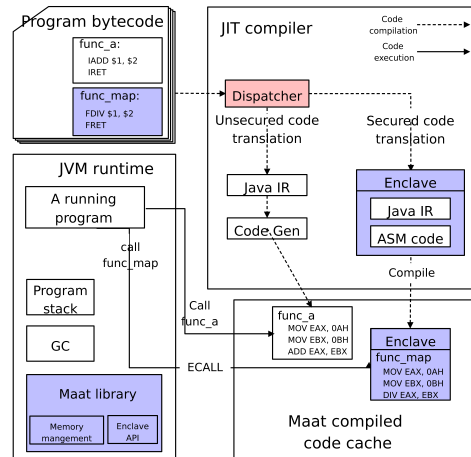 Program bytecode
func_a:
IADD $1, $2
IRET
func_map:
FDIV $1, $2
FRET
JIT compiler
Code
compilation
Code
execution
Dispatcher
Unsecured code
translation
Secured code
translation
Java IR
Code Gen
Enclave
Java IR
ASM code
Compile
JVM runtime
A running
program
call
func_map
Program
stack
GC
Call
func_a
ECALL
Maat library
Memory
mangement
Enclave
API
func_a
MOV EAX, 0AH
MOV EBX, 0BH
ADD EAX, EBX
Enclave
func_map
MOV EAX, 0AH
MOV EBX, 0BH
DIV EAX, EBX
Maat compiled
code cache